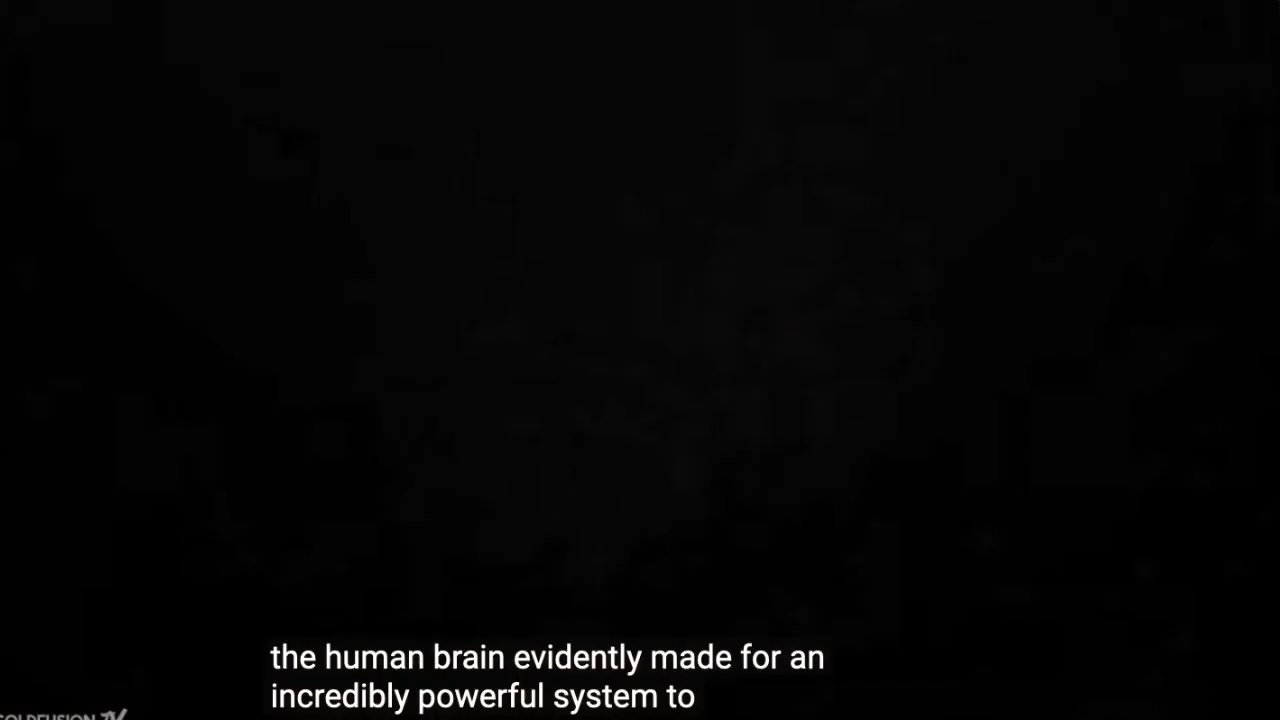 the human brain evidently made for an
incredibly powerful system to